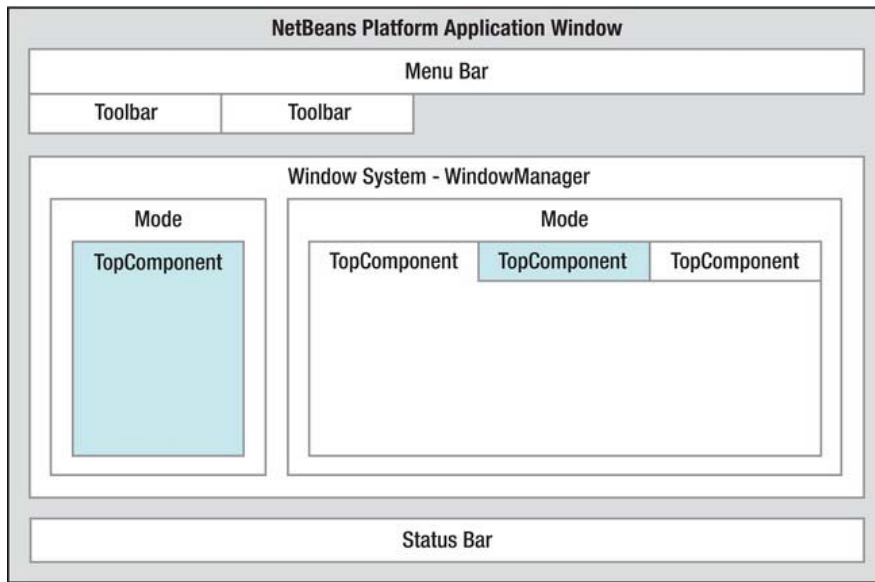 NetBeans Platform Application Window
Menu Bar
Toolbar Toolbar
Window System - WindowManager
Mode Mode
TopComponent TopComponent TopComponent TopComponent
Status Bar